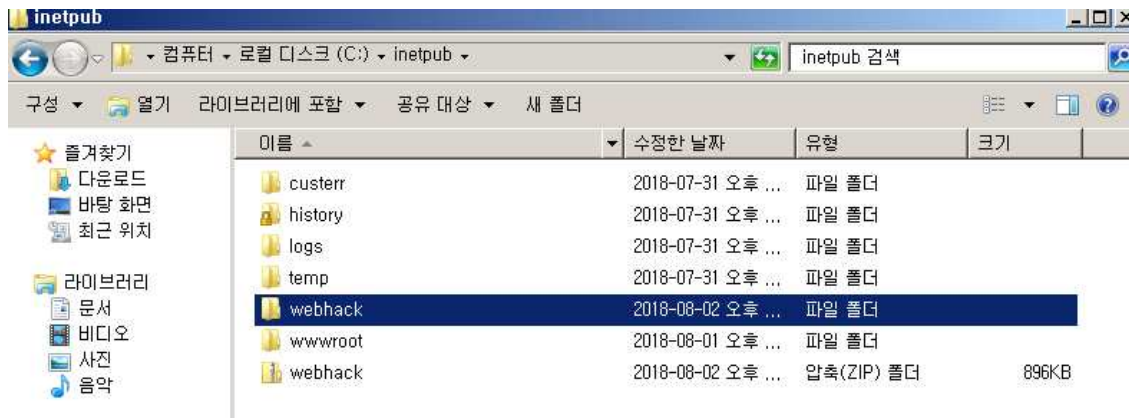 inetpub
컴퓨터 로컬 디스크 (C:) inetpub
inetpub 검색
구성 열기 라이브러리에 포함 공유 대상 새 폴더
즐겨찾기
다운로드
바탕 화면
최근 위치
라이브러리
문서
비디오
사진
음악
이름 수정한 날짜 유형 크기
custerr 2018-07-31 오후 ... 파일 폴더
history 2018-07-31 오후 ... 파일 폴더
logs 2018-07-31 오후 ... 파일 폴더
temp 2018-07-31 오후 ... 파일 폴더
webhack 2018-08-02 오후 ... 파일 폴더
wwwroot 2018-08-01 오후 ... 파일 폴더
webhack 2018-08-02 오후 ... 압축(ZIP) 폴더 896KB